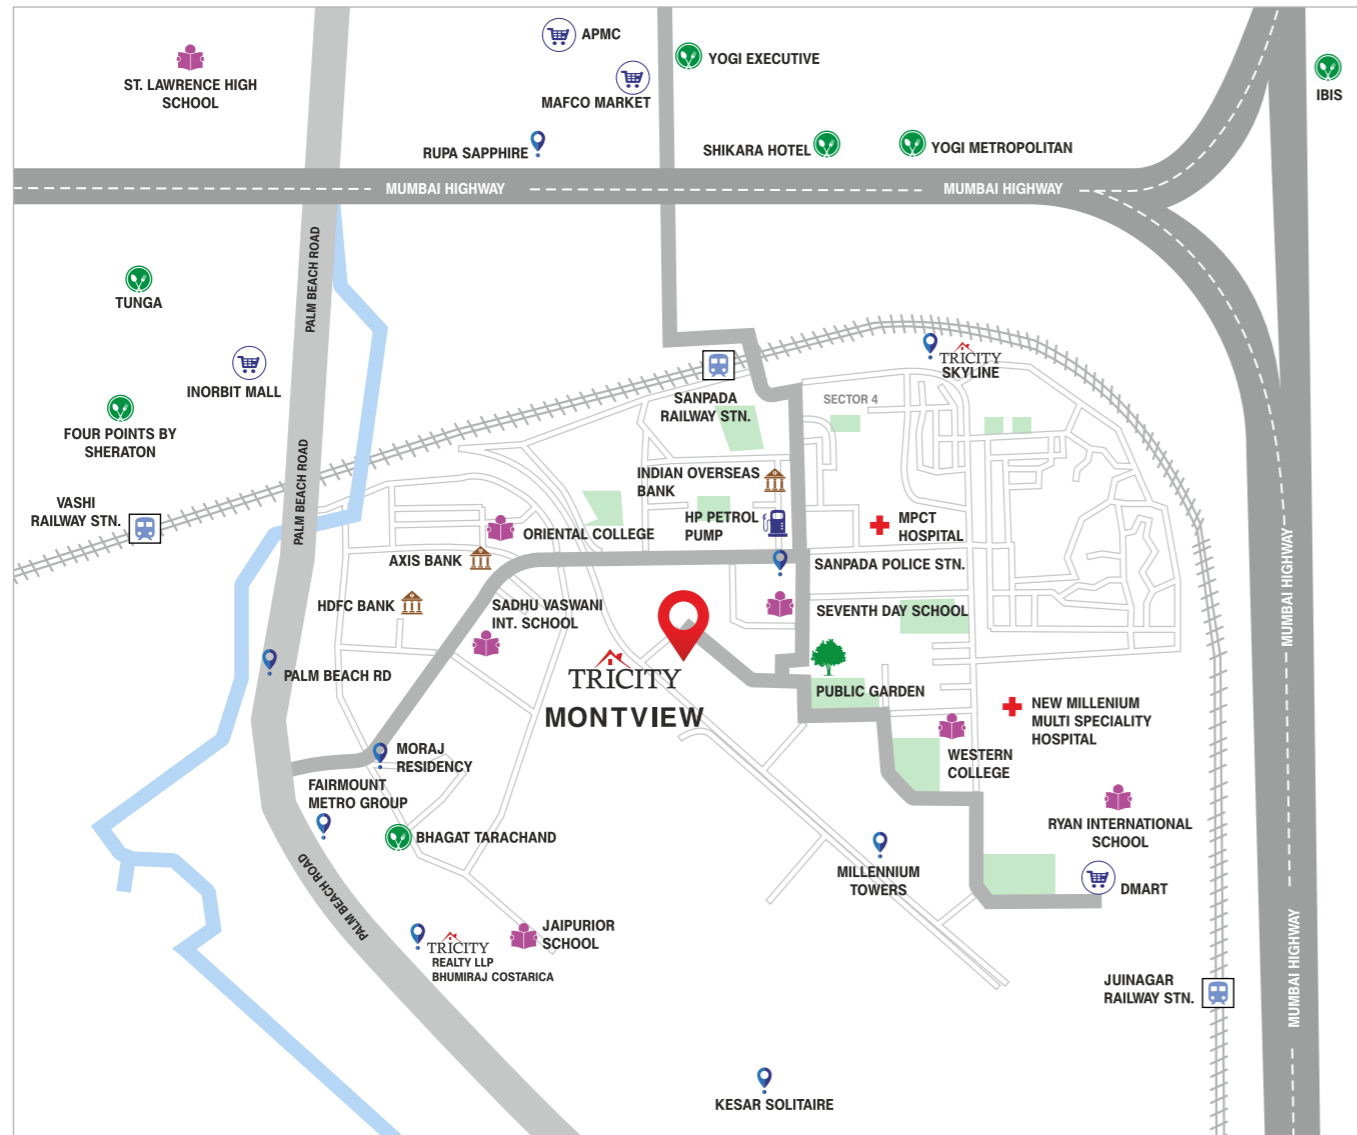 APMC
YOGI EXECUTIVE
ST. LAWRENCE HIGH
SCHOOL
MAFCO MARKET
IBIS
RUPA SAPPHIRE
SHIKARA HOTEL
YOGI METROPOLITAN
MUMBAI HIGHWAY
MUMBAI HIGHWAY
PALM BEACH ROAD
TUNGA
INORBIT MALL
TRICITY
SKYLINE
SANPADA
RAILWAY STN.
SECTOR 4
FOUR POINTS BY
SHERATON
PALM BEACH ROAD
INDIAN OVERSEAS
BANK
VASHI
RAILWAY STN.
HP PETROL
PUMP
MPCT
HOSPITAL
ORIENTAL COLLEGE
AXIS BANK
SANPADA POLICE STN.
MUMBAI HIGHWAY
HDFC BANK
SADHU VASWANI
INT. SCHOOL
SEVENTH DAY SCHOOL
PALM BEACH RD
TRICITY
MONTVIEW
PUBLIC GARDEN
NEW MILLENIUM
MULTI SPECIALITY
HOSPITAL
MORAJ
RESIDENCY
WESTERN
COLLEGE
FAIRMOUNT
METRO GROUP
RYAN INTERNATIONAL
SCHOOL
BHAGAT TARACHAND
MILLENNIUM
TOWERS
DMART
PALM BEACH ROAD
JAIPURIOR
SCHOOL
TRICITY
REALTY LLP
BHUMIRAJ COSTARICA
MUMBAI HIGHWAY
JUINAGAR
RAILWAY STN.
KESAR SOLITAIRE